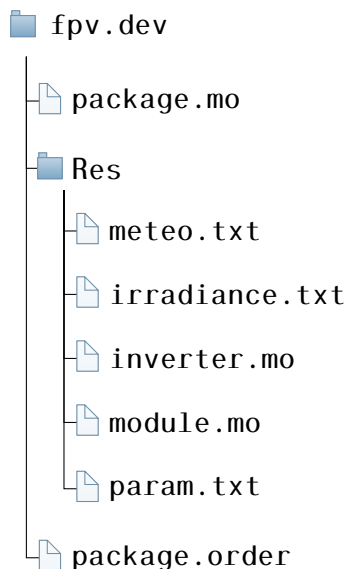 fpv.dev
package.mo
Res
meteo.txt
irradiance.txt
inverter.mo
module.mo
param.txt
package.order